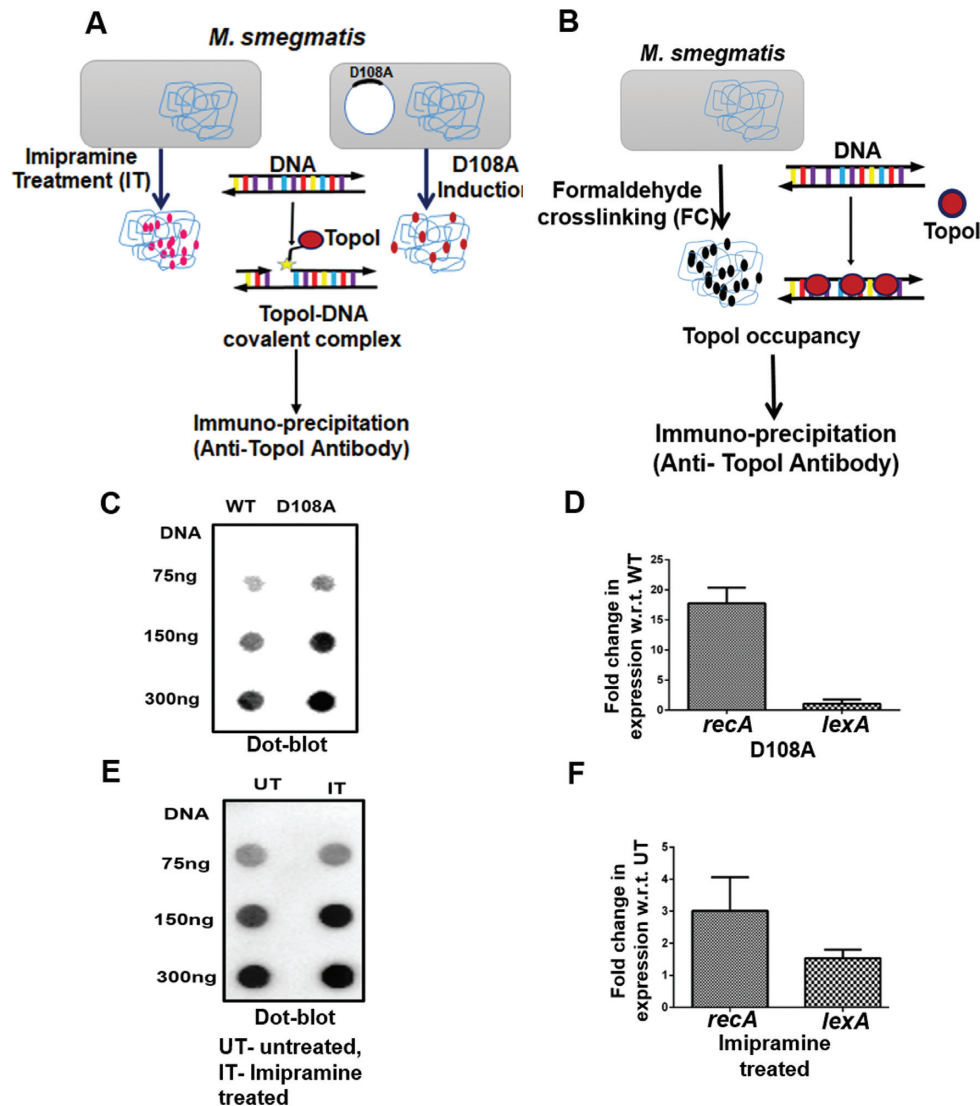 A
M. smegmatis
D108A
Imipramine
Treatment (IT)
DNA
D108A
Induction
TopoI
TopoI-DNA
covalent complex
Immuno-precipitation
(Anti-TopoI Antibody)
B
M. smegmatis
Formaldehyde
crosslinking (FC)
DNA
TopoI
TopoI occupancy
Immuno-precipitation
(Anti- TopoI Antibody)
C
WT D108A
DNA
75ng
150ng
300ng
Dot-blot
D
Fold change in
expression w.r.t. WT
25
20
15
10
5
0
recA lexA
D108A
E
UT IT
DNA
75ng
150ng
300ng
Dot-blot
UT- untreated,
IT- Imipramine
treated
F
Fold change in
expression w.r.t. UT
5
4
3
2
1
0
recA lexA
Imipramine
treated